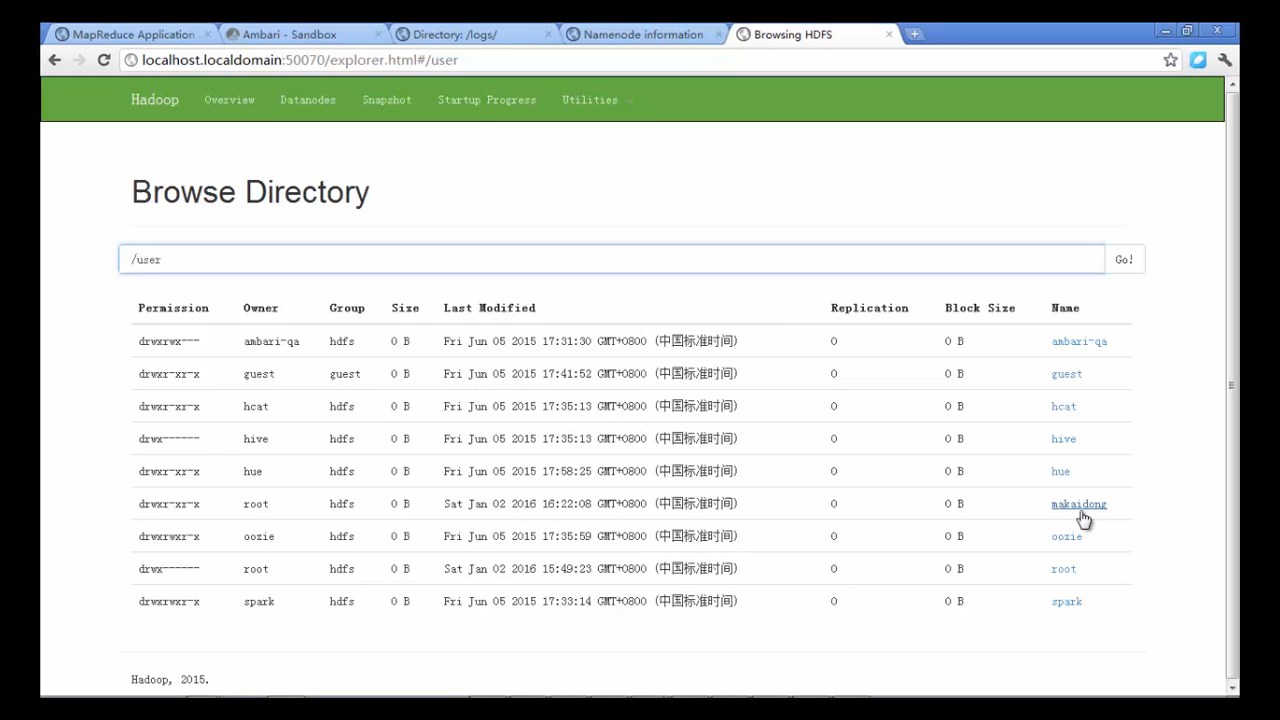 MapReduce Application
Ambari - Sandbox
Directory: /logs/
Namenode information
Browsing HDFS
localhost.localdomain:50070/explorer.html#/user
Hadoop Overview Datanodes Snapshot Startup Progress Utilities
Browse Directory
/user Go!
Permission Owner Group Size Last Modified Replication Block Size Name
drwxrwx--- ambari-qa hdfs 0 B Fri Jun 05 2015 17:31:30 GMT+0800 (中国标准时间) 0 0 B ambari-qa
drwxr-xr-x guest guest 0 B Fri Jun 05 2015 17:41:52 GMT+0800 (中国标准时间) 0 0 B guest
drwxr-xr-x hcat hdfs 0 B Fri Jun 05 2015 17:35:13 GMT+0800 (中国标准时间) 0 0 B hcat
drwx------ hive hdfs 0 B Fri Jun 05 2015 17:35:13 GMT+0800 (中国标准时间) 0 0 B hive
drwxr-xr-x hue hdfs 0 B Fri Jun 05 2015 17:58:25 GMT+0800 (中国标准时间) 0 0 B hue
drwxr-xr-x root hdfs 0 B Sat Jan 02 2016 16:22:08 GMT+0800 (中国标准时间) 0 0 B makaidong
drwxrwxr-x oozie hdfs 0 B Fri Jun 05 2015 17:35:59 GMT+0800 (中国标准时间) 0 0 B oozie
drwx------ root hdfs 0 B Sat Jan 02 2016 15:49:23 GMT+0800 (中国标准时间) 0 0 B root
drwxrwxr-x spark hdfs 0 B Fri Jun 05 2015 17:33:14 GMT+0800 (中国标准时间) 0 0 B spark
Hadoop, 2015.